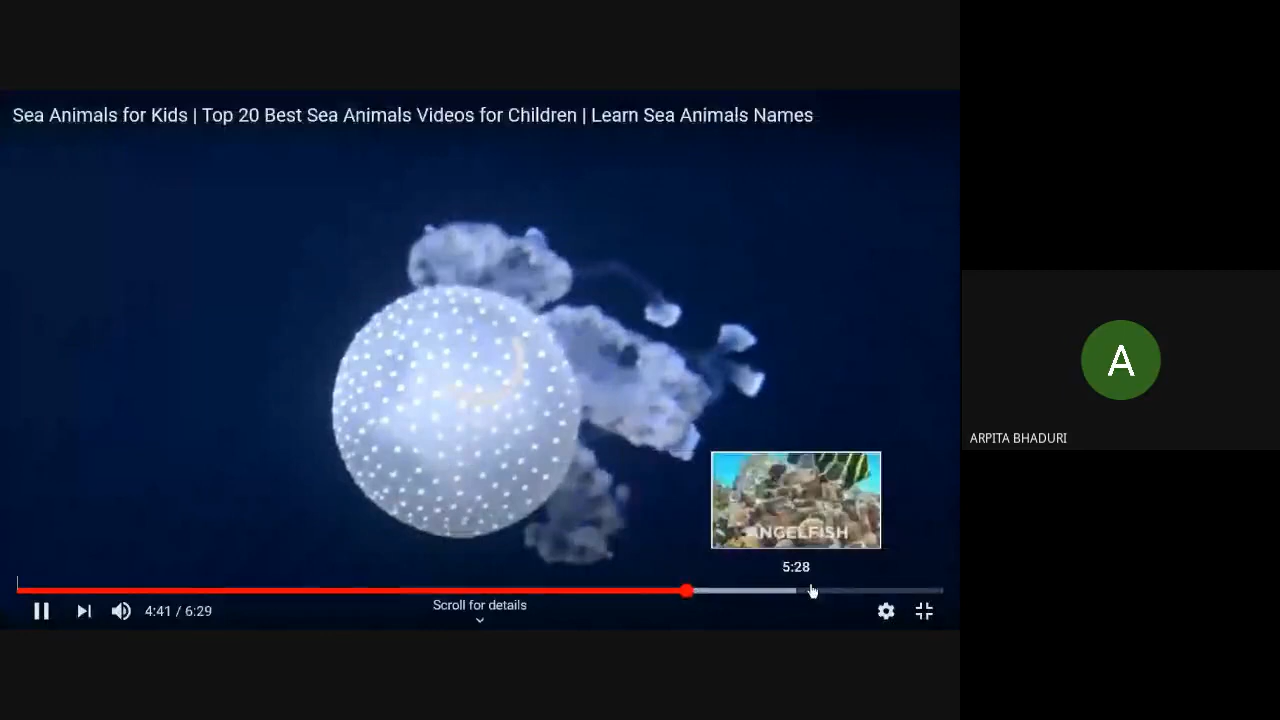 Sea Animals for Kids | Top 20 Best Sea Animals Videos for Children | Learn Sea Animals Names
ANGELFISH
5:28
4:41 / 6:29
Scroll for details
A
ARPITA BHADURI